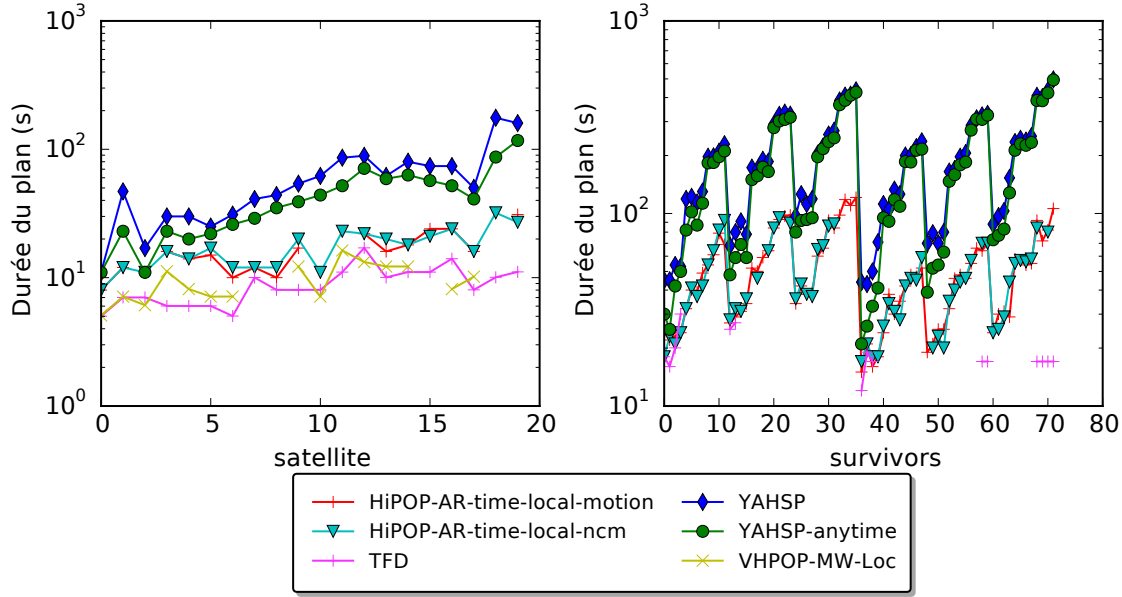 10³
10²
10¹
10⁰
Durée du plan (s)
0 5 10 15 20
satellite
10³
10²
10¹
Durée du plan (s)
0 10 20 30 40 50 60 70 80
survivors
HiPOP-AR-time-local-motion
HiPOP-AR-time-local-ncm
TFD
YAHSP
YAHSP-anytime
VHPOP-MW-Loc